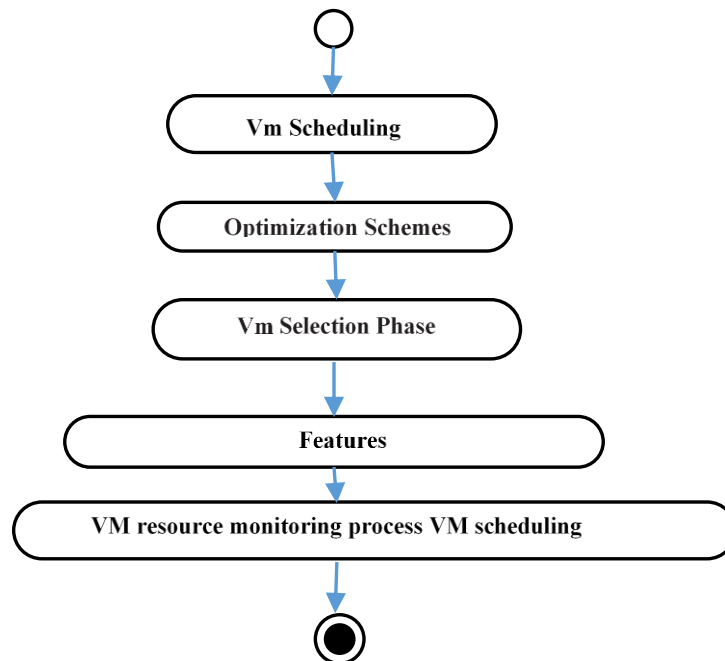 Vm Scheduling
Optimization Schemes
Vm Selection Phase
Features
VM resource monitoring process VM scheduling